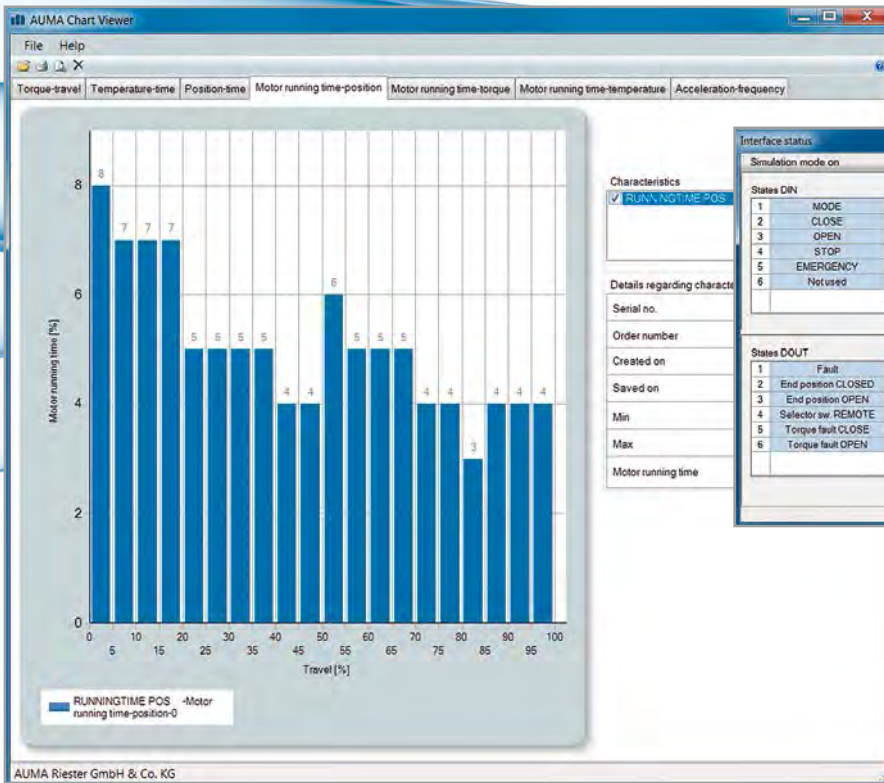 AUMA Chart Viewer
File Help
Torque-travel Temperature-time Position-time Motor running time-position Motor running time-torque Motor running time-temperature Acceleration-frequency
Motor running time [%]
8
6
4
2
0
8 7 7 7 5 5 5 5 4 4 6 5 5 5 4 4 3 4 4 4
0 10 20 30 40 50 60 70 80 90 100
5 15 25 35 45 55 65 75 85 95
Travel [%]
RUNNINGTIME POS -Motor
running time-position-0
Characteristics
RUNNINGTIME POS
Details regarding characte
Serial no.
Order number
Created on
Saved on
Min
Max
Motor running time
Interface status
Simulation mode on
States DIN
1 MODE
2 CLOSE
3 OPEN
4 STOP
5 EMERGENCY
6 Not used
States DOUT
1 Fault
2 End position CLOSED
3 End position OPEN
4 Selector sw. REMOTE
5 Torque fault CLOSE
6 Torque fault OPEN
AUMA Riester GmbH & Co. KG